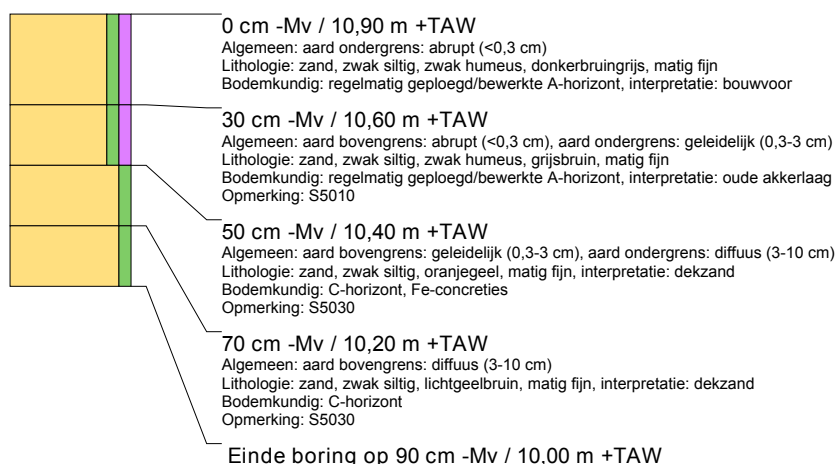 0 cm -Mv / 10,90 m +TAW
Algemeen: aard ondergrens: abrupt (<0,3 cm)
Lithologie: zand, zwak siltig, zwak humeus, donkerbruingrijs, matig fijn
Bodemkundig: regelmatig geploegd/bewerkte A-horizont, interpretatie: bouwvoor
30 cm -Mv / 10,60 m +TAW
Algemeen: aard bovengrens: abrupt (<0,3 cm), aard ondergrens: geleidelijk (0,3-3 cm)
Lithologie: zand, zwak siltig, zwak humeus, grijsbruin, matig fijn
Bodemkundig: regelmatig geploegd/bewerkte A-horizont, interpretatie: oude akkerlaag
Opmerking: S5010
50 cm -Mv / 10,40 m +TAW
Algemeen: aard bovengrens: geleidelijk (0,3-3 cm), aard ondergrens: diffuus (3-10 cm)
Lithologie: zand, zwak siltig, oranjegeel, matig fijn, interpretatie: dekzand
Bodemkundig: C-horizont, Fe-concreties
Opmerking: S5030
70 cm -Mv / 10,20 m +TAW
Algemeen: aard bovengrens: diffuus (3-10 cm)
Lithologie: zand, zwak siltig, lichtgeelbruin, matig fijn, interpretatie: dekzand
Bodemkundig: C-horizont
Opmerking: S5030
Einde boring op 90 cm -Mv / 10,00 m +TAW